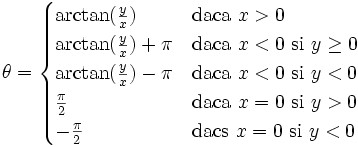 θ = { arctan(y/x) daca x > 0
arctan(y/x) + π daca x < 0 si y ≥ 0
arctan(y/x) − π daca x < 0 si y < 0
π/2 daca x = 0 si y > 0
−π/2 dacs x = 0 si y < 0